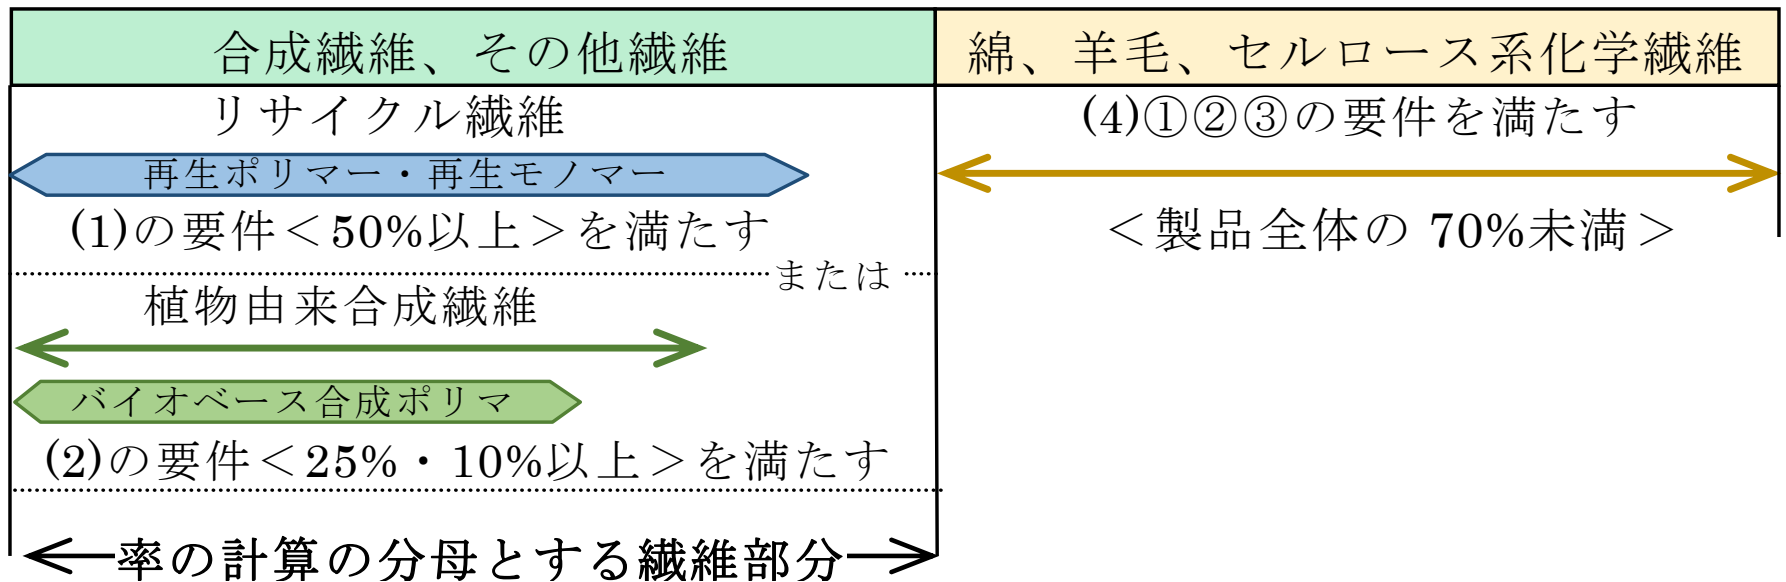 合成繊維、その他繊維
綿、羊毛、セルロース系化学繊維
リサイクル繊維
再生ポリマー・再生モノマー
(1)の要件＜50%以上＞を満たす
または
植物由来合成繊維
バイオベース合成ポリマ
(2)の要件＜25%・10%以上＞を満たす
率の計算の分母とする繊維部分
(4)①②③の要件を満たす
＜製品全体の 70%未満＞